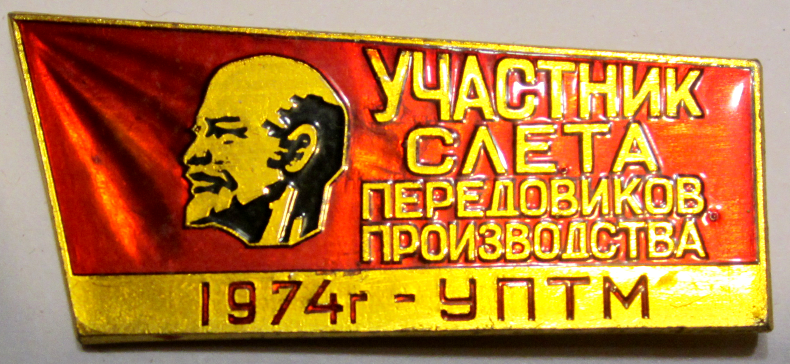 УЧАСТНИК
СЛЕТА
ПЕРЕДОВИКОВ
ПРОИЗВОДСТВА
1974г - УПТМ